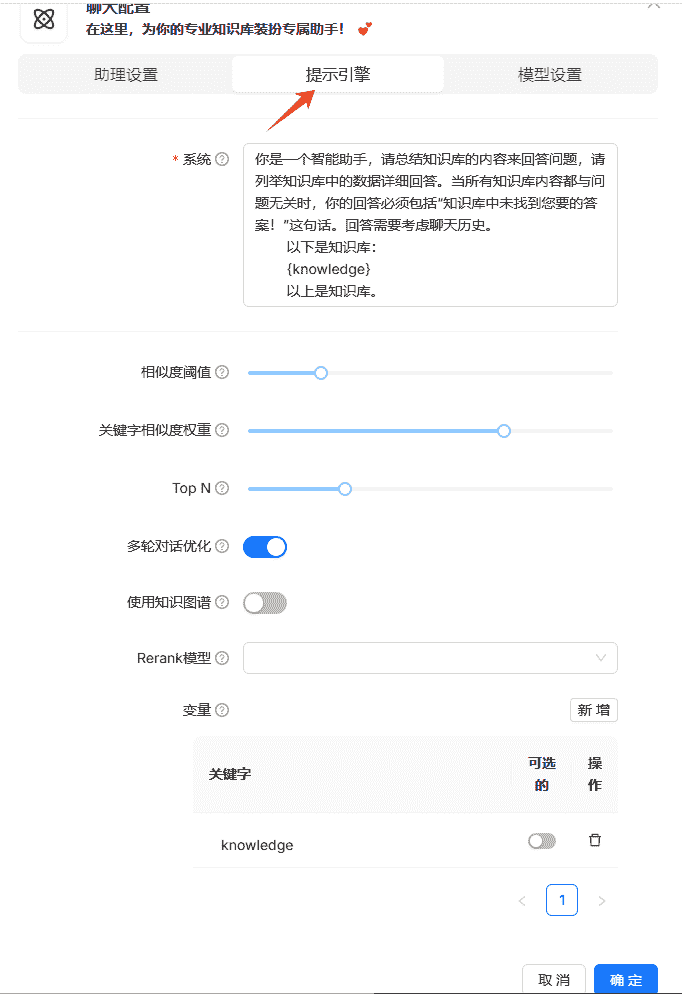 聊天配置
在这里，为你的专业知识库装扮专属助手！ 💕
助理设置
提示引擎
模型设置
* 系统
你是一个智能助手，请总结知识库的内容来回答问题，请
列举知识库中的数据详细回答。当所有知识库内容都与问
题无关时，你的回答必须包括“知识库中未找到您要的答
案！”这句话。回答需要考虑聊天历史。
以下是知识库：
{knowledge}
以上是知识库。
相似度阈值
关键字相似度权重
Top N
多轮对话优化
使用知识图谱
Rerank模型
变量
新 增
关键字
可选
的
操
作
knowledge
1
取 消
确 定